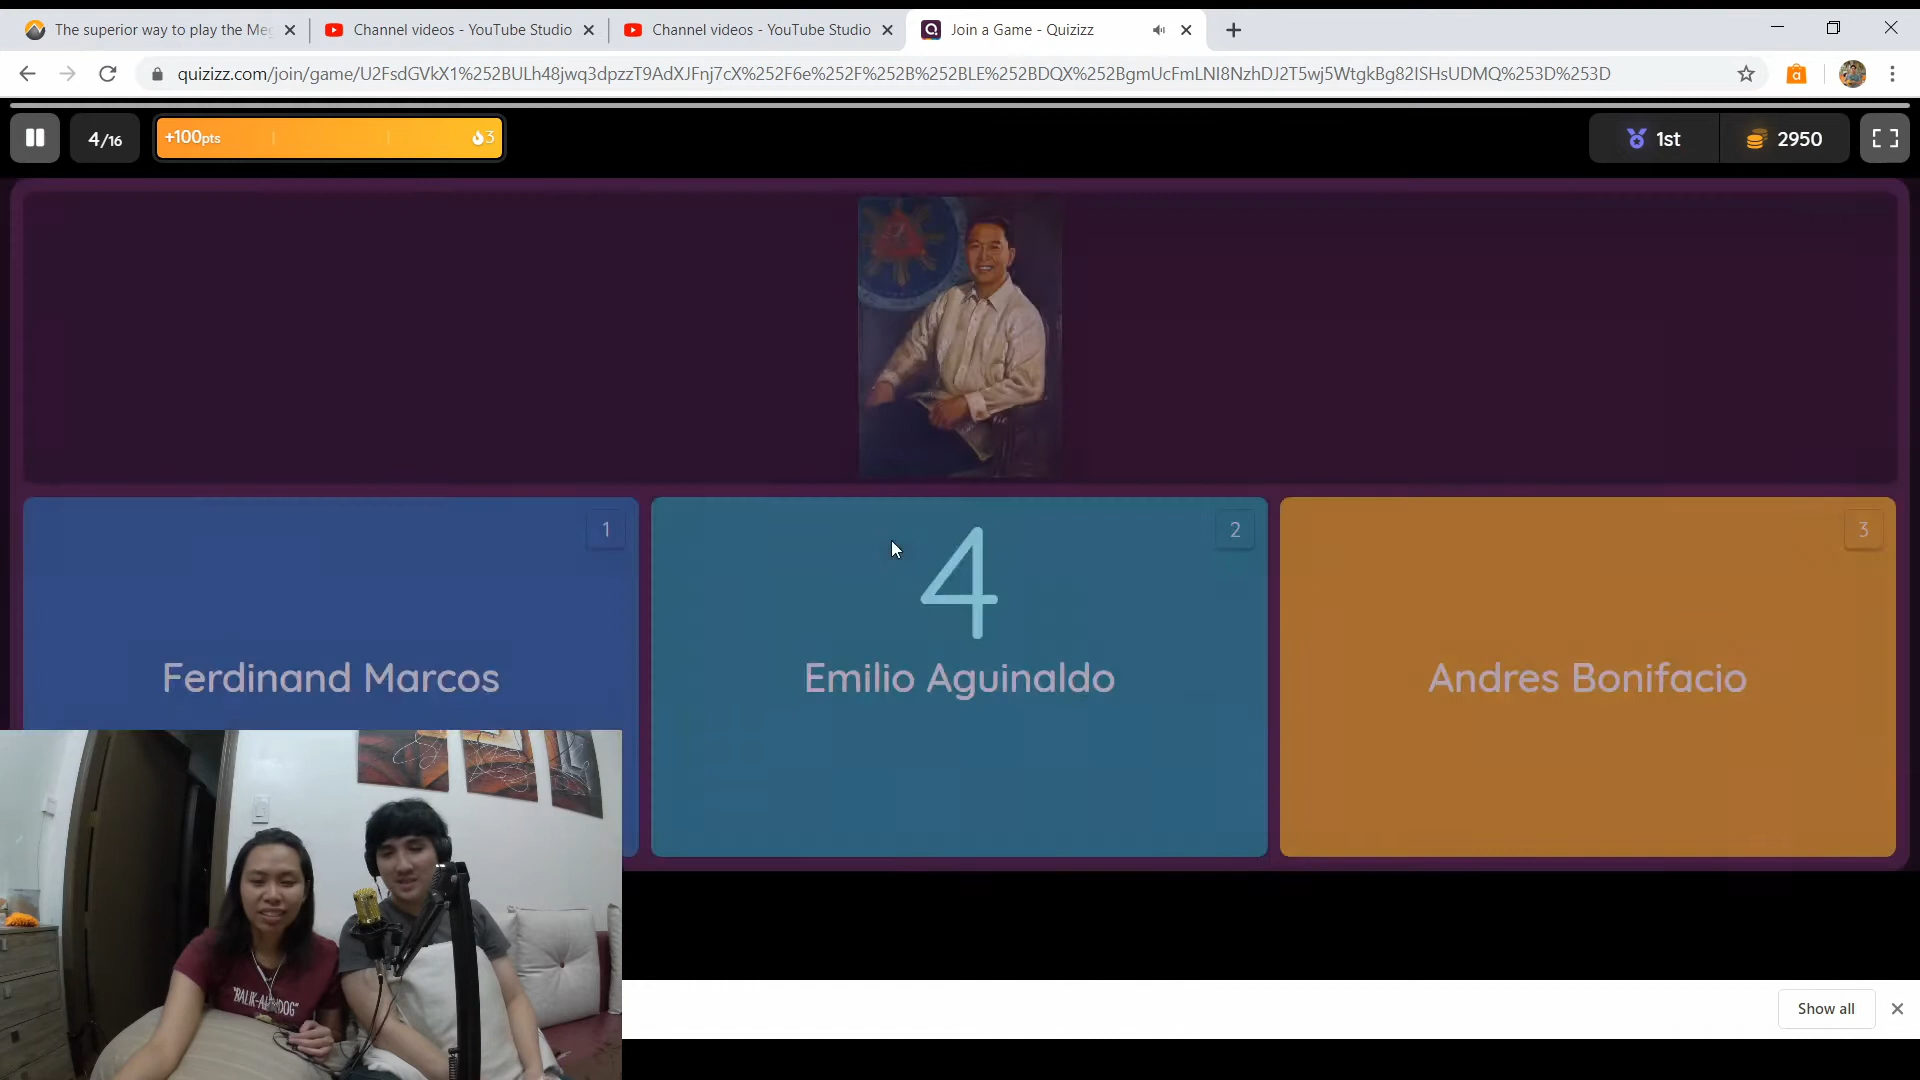 The superior way to play the Me
Channel videos - YouTube Studio
Channel videos - YouTube Studio
Join a Game - Quizizz
quizizz.com/join/game/U2FsdGVkX1%252BULh48jwq3dpzzT9AdXJFnj7cX%252F6e%252F%252B%252BLE%252BDQX%252BgmUcFmLNI8NzhDJ2T5wj5WtgkBg82ISHsUDMQ%253D%253D
4/16
+100pts
3
1st
2950
1
2
3
4
Ferdinand Marcos
Emilio Aguinaldo
Andres Bonifacio
Show all